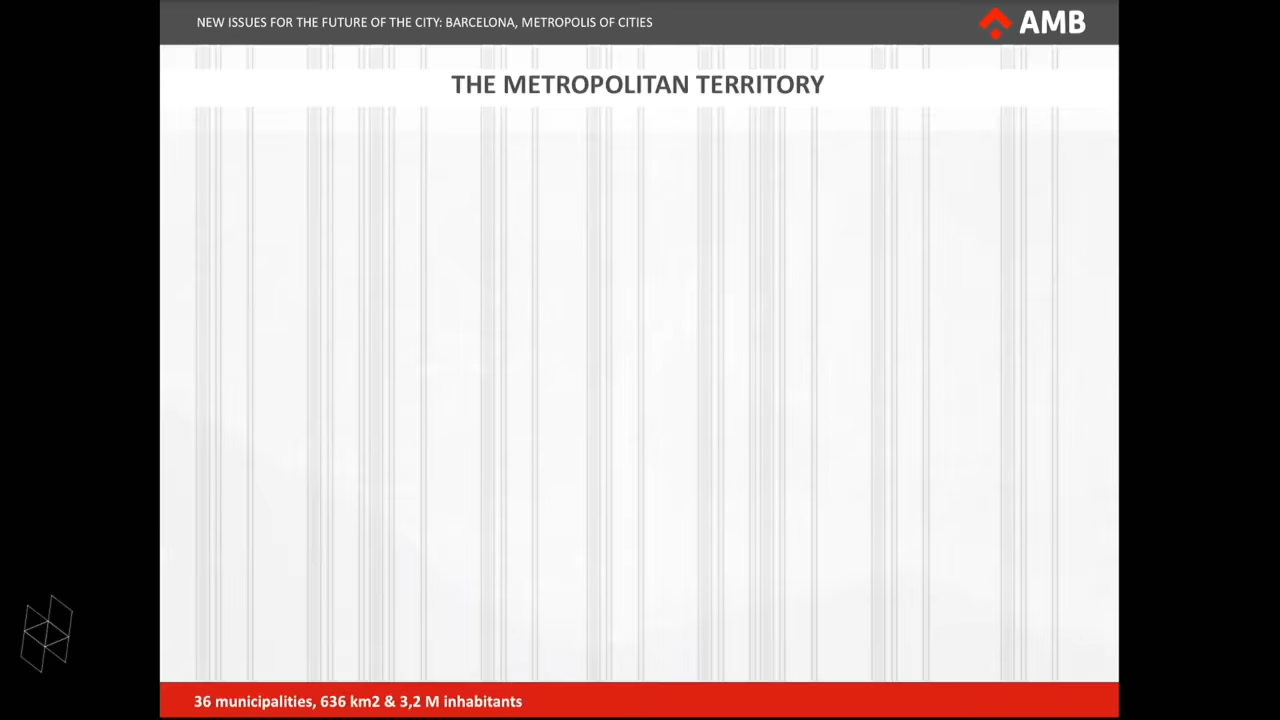 NEW ISSUES FOR THE FUTURE OF THE CITY: BARCELONA, METROPOLIS OF CITIES
AMB
THE METROPOLITAN TERRITORY
36 municipalities, 636 km2 & 3,2 M inhabitants